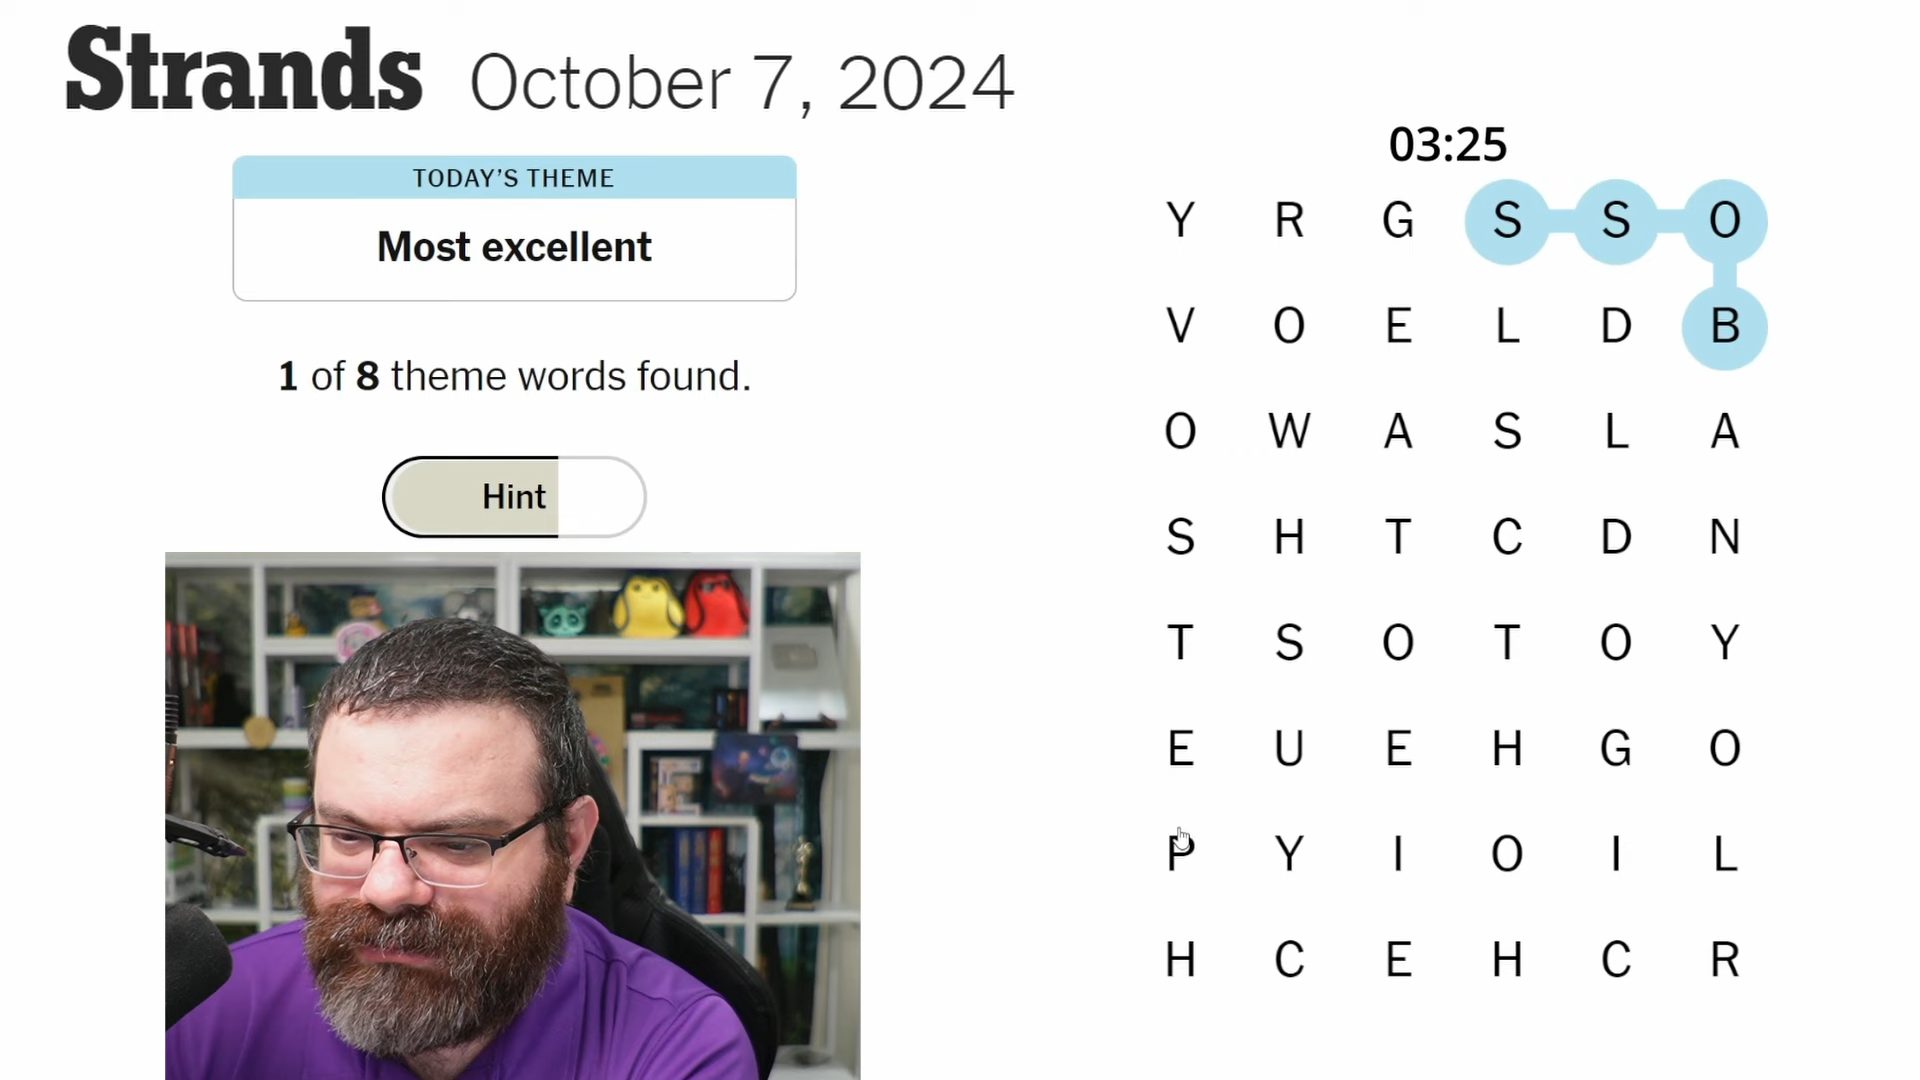 Strands October 7, 2024
TODAY'S THEME
Most excellent
1 of 8 theme words found.
Hint
03:25
Y R G S S O
V O E L D B
O W A S L A
S H T C D N
T S O T O Y
E U E H G O
P Y I O I L
H C E H C R